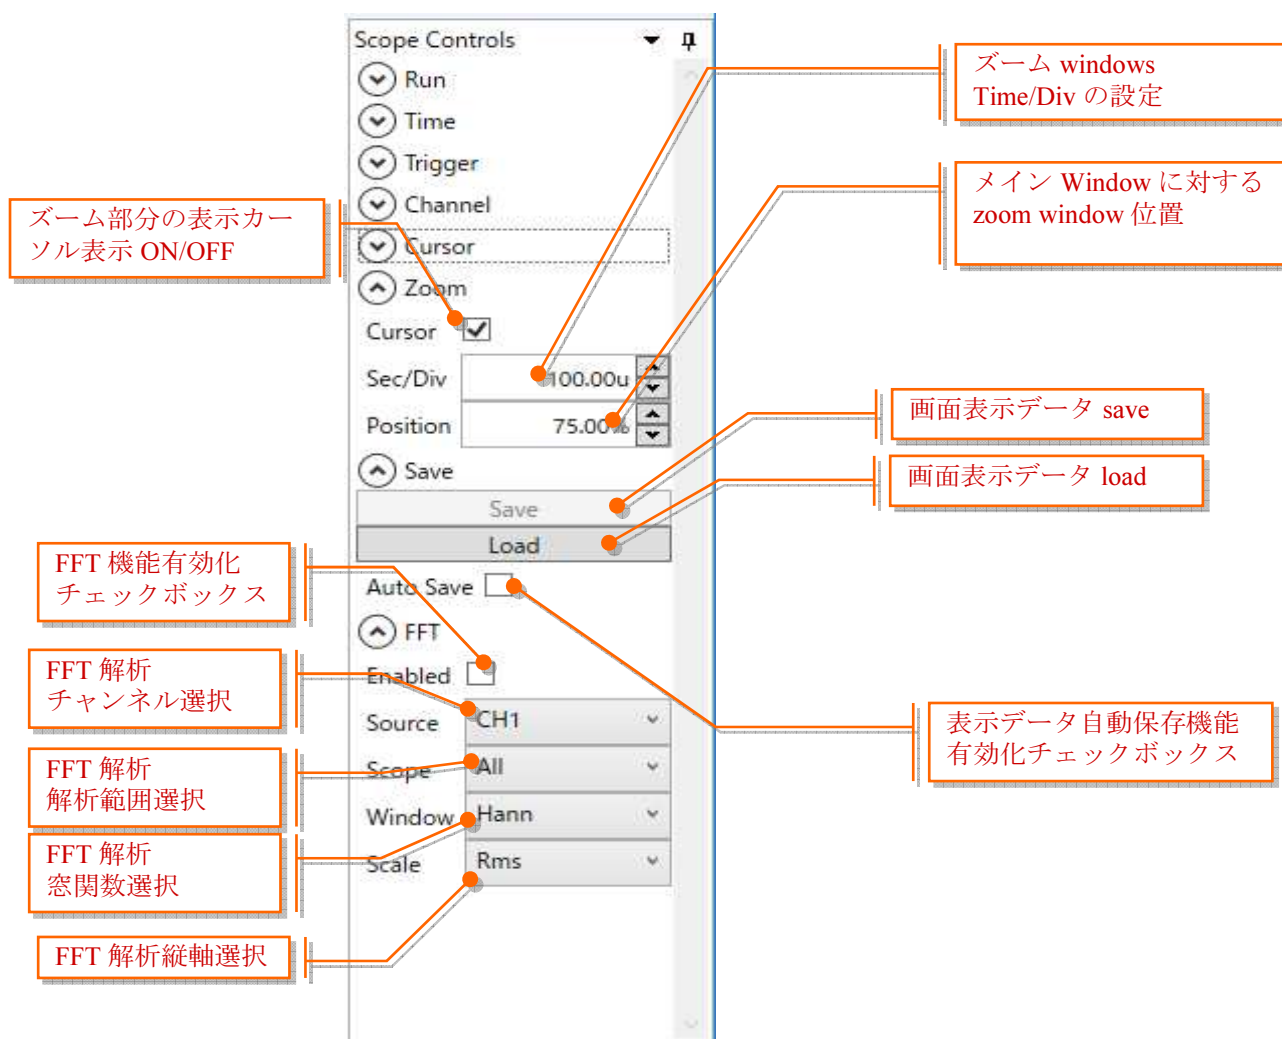 Scope Controls
Run
Time
Trigger
Channel
Cursor
Zoom
Cursor
Sec/Div 100.00u
Position 75.00%
Save
Save
Load
Auto Save
FFT
Enabled
Source CH1
Scope All
Window Hann
Scale Rms
ズーム部分の表示カー
ソル表示 ON/OFF
FFT 機能有効化
チェックボックス
FFT 解析
チャンネル選択
FFT 解析
解析範囲選択
FFT 解析
窓関数選択
FFT 解析縦軸選択
ズーム windows
Time/Div の設定
メイン Window に対する
zoom window 位置
画面表示データ save
画面表示データ load
表示データ自動保存機能
有効化チェックボックス